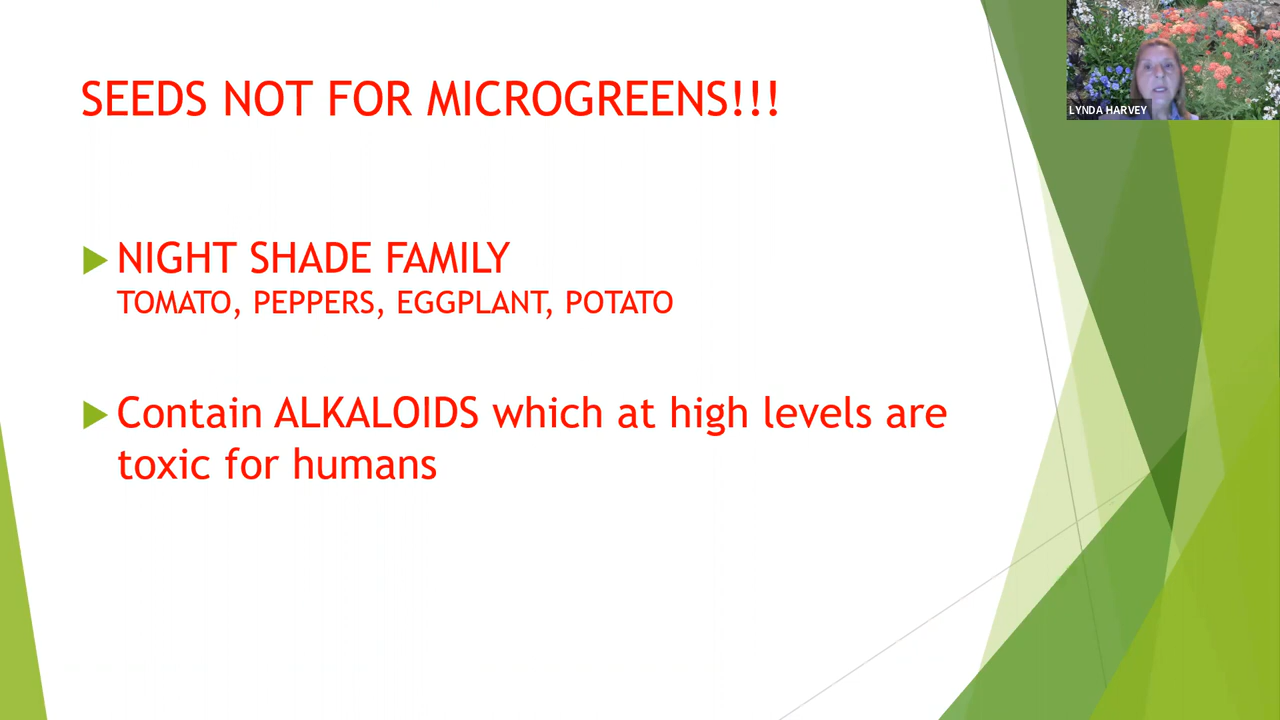 SEEDS NOT FOR MICROGREENS!!!
LYNDA HARVEY
NIGHT SHADE FAMILY
TOMATO, PEPPERS, EGGPLANT, POTATO
Contain ALKALOIDS which at high levels are
toxic for humans